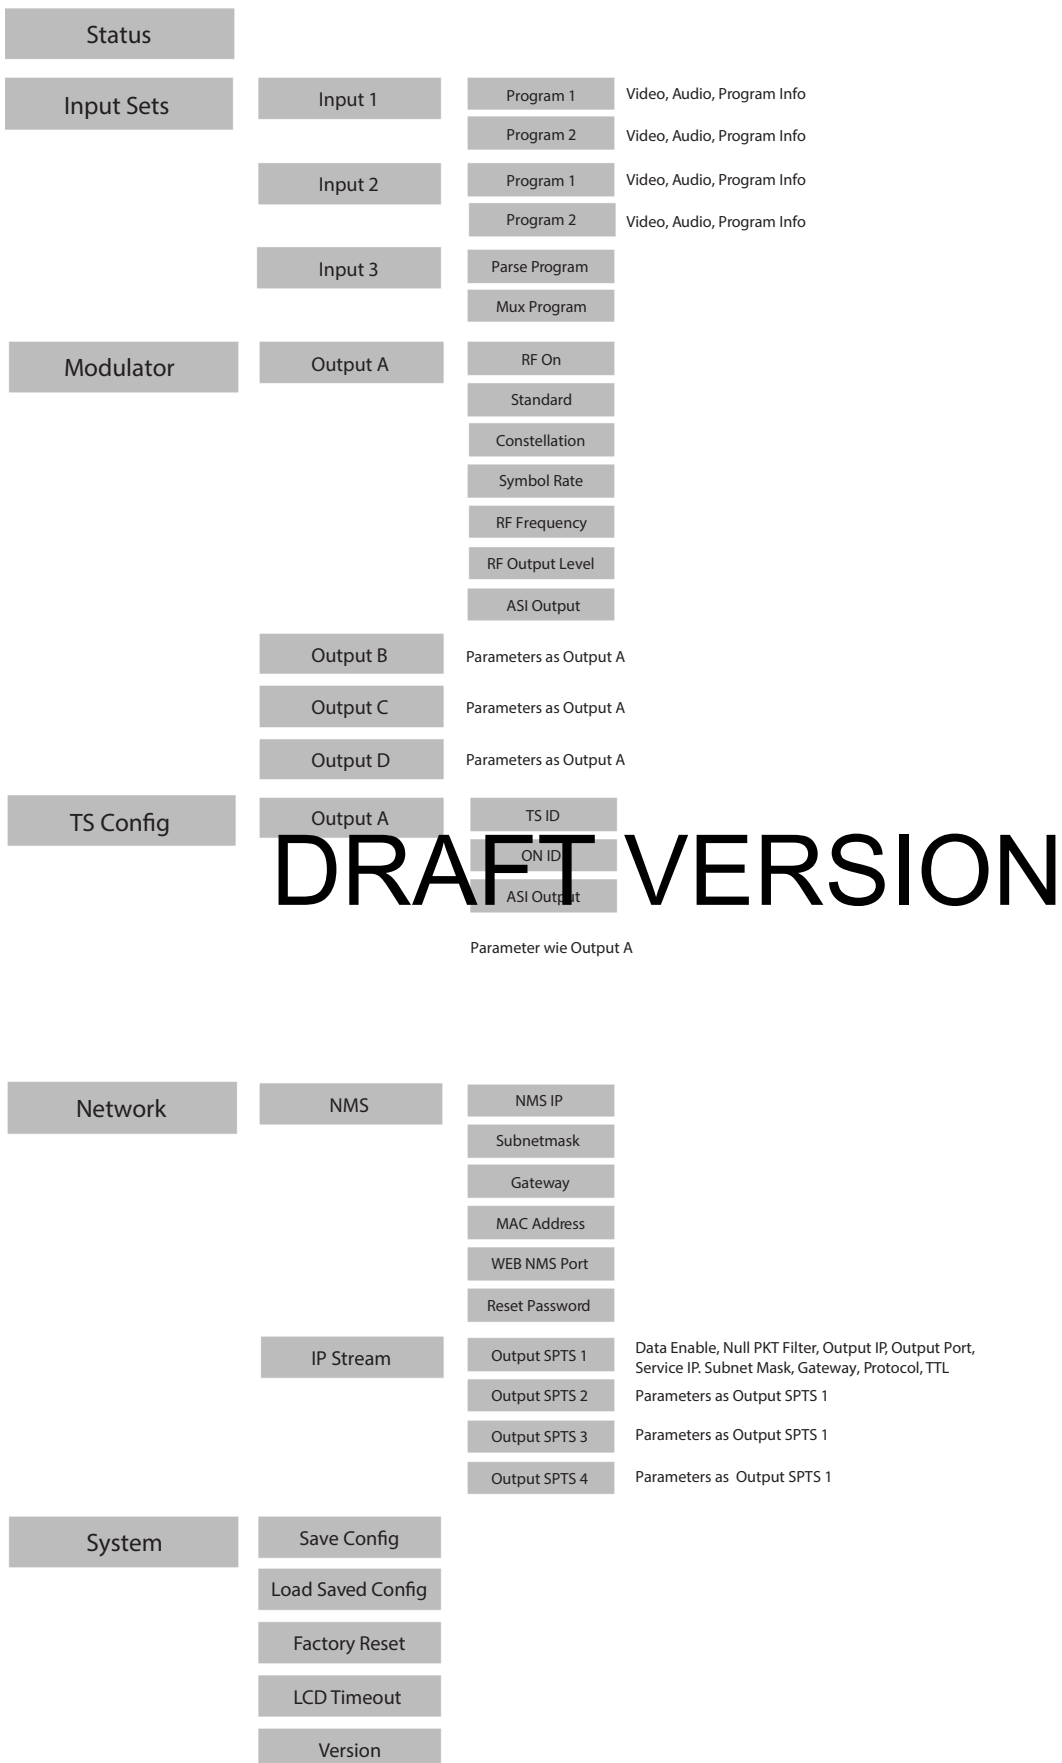 Status
Input Sets
Input 1
Program 1
Video, Audio, Program Info
Program 2
Video, Audio, Program Info
Input 2
Program 1
Video, Audio, Program Info
Program 2
Video, Audio, Program Info
Input 3
Parse Program
Mux Program
Modulator
Output A
RF On
Standard
Constellation
Symbol Rate
RF Frequency
RF Output Level
ASI Output
Output B
Parameters as Output A
Output C
Parameters as Output A
Output D
Parameters as Output A
TS Config
Output A
TS ID
ON ID
ASI Output
DRAFT VERSION
Parameter wie Output A
Network
NMS
NMS IP
Subnetmask
Gateway
MAC Address
WEB NMS Port
Reset Password
IP Stream
Output SPTS 1
Data Enable, Null PKT Filter, Output IP, Output Port,
Service IP. Subnet Mask, Gateway, Protocol, TTL
Output SPTS 2
Parameters as Output SPTS 1
Output SPTS 3
Parameters as Output SPTS 1
Output SPTS 4
Parameters as  Output SPTS 1
System
Save Config
Load Saved Config
Factory Reset
LCD Timeout
Version